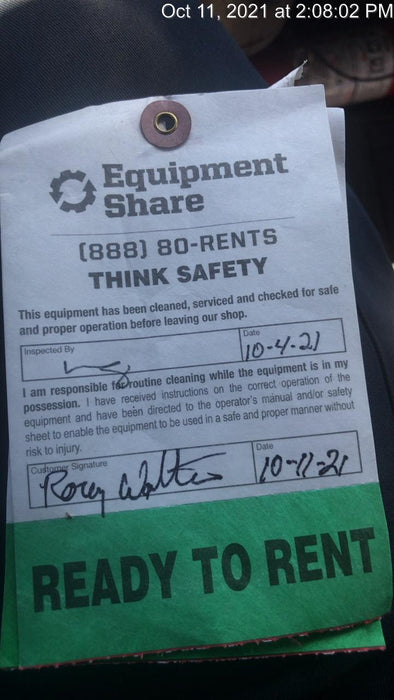 Oct 11, 2021 at 2:08:02 PM
Equipment
Share
(888) 80-RENTS
THINK SAFETY
This equipment has been cleaned, serviced and checked for safe
and proper operation before leaving our shop.
Inspected By
Date
10-4-21
I am responsible for routine cleaning while the equipment is in my
possession. I have received instructions on the correct operation of the
equipment and have been directed to the operator's manual and/or safety
sheet to enable the equipment to be used in a safe and proper manner without
risk to injury.
Customer Signature
Date
10-11-21
READY TO RENT